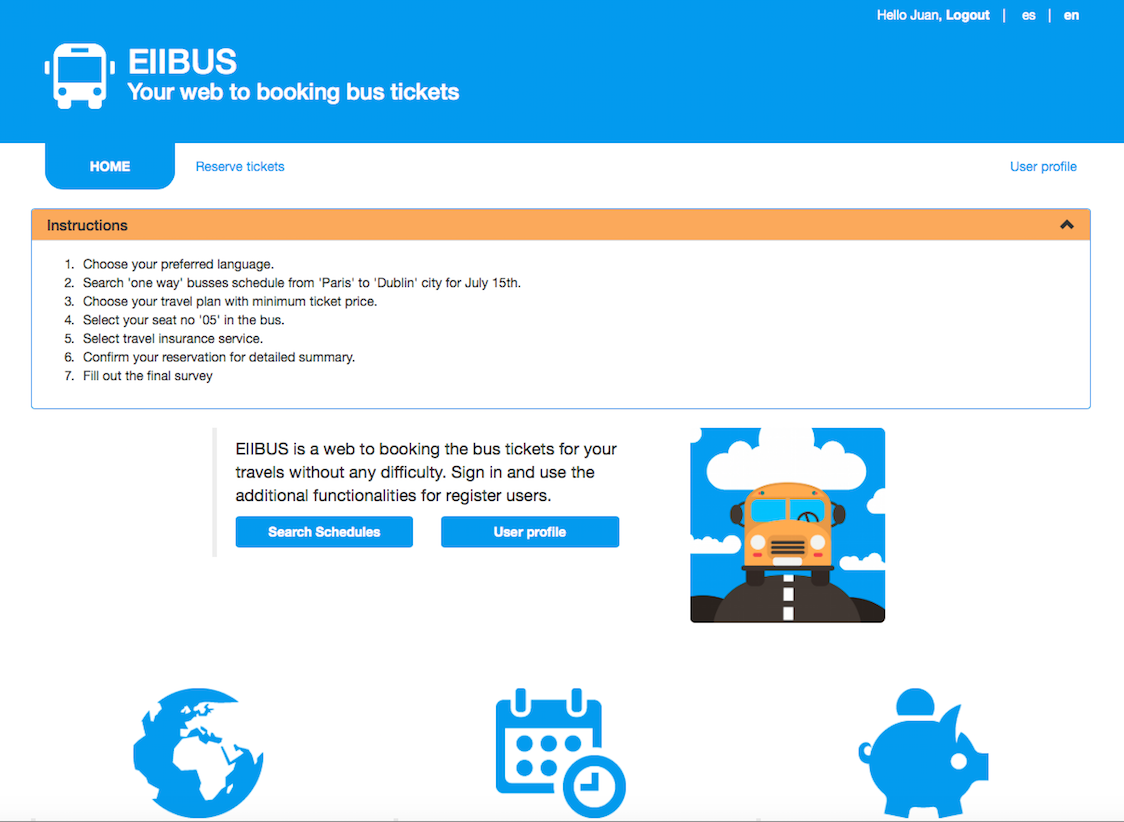 Hello Juan, Logout | es | en
EIIBUS
Your web to booking bus tickets
HOME
Reserve tickets
User profile
Instructions
1. Choose your preferred language.
2. Search 'one way' busses schedule from 'Paris' to 'Dublin' city for July 15th.
3. Choose your travel plan with minimum ticket price.
4. Select your seat no '05' in the bus.
5. Select travel insurance service.
6. Confirm your reservation for detailed summary.
7. Fill out the final survey
EIIBUS is a web to booking the bus tickets for your
travels without any difficulty. Sign in and use the
additional functionalities for register users.
Search Schedules
User profile